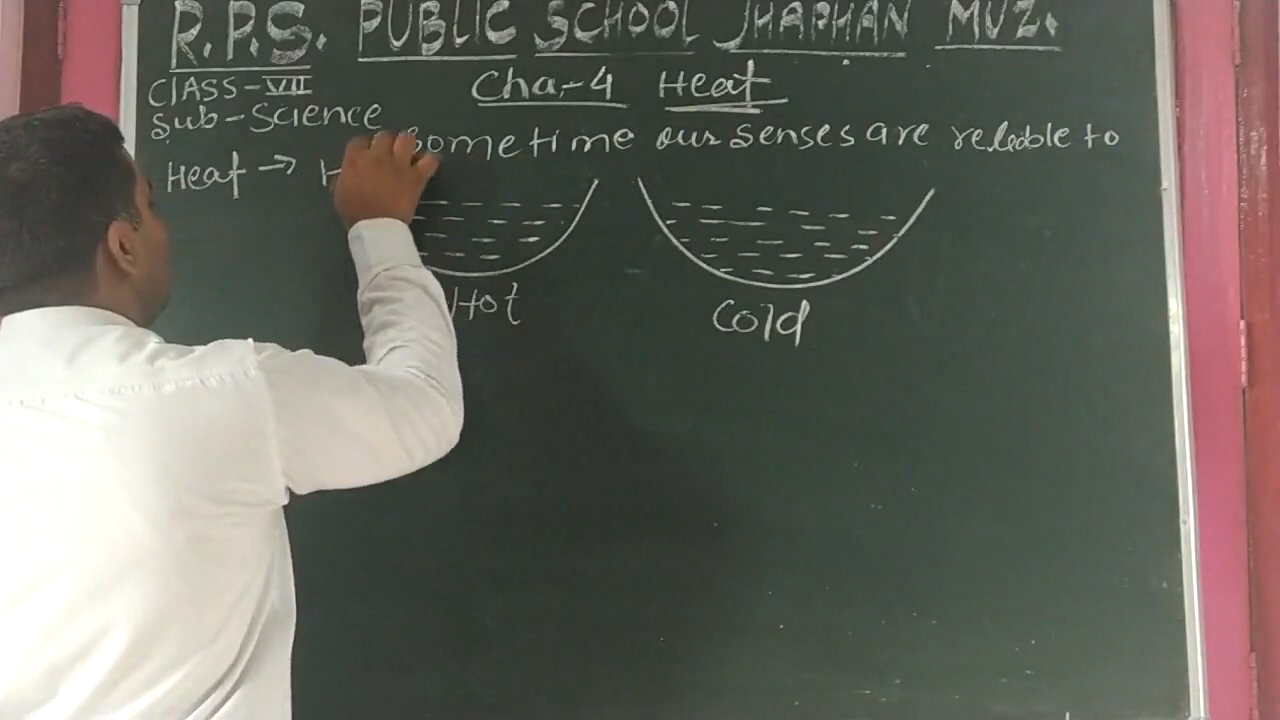 R.P.S. PUBLIC SCHOOL JHAPHAN MUZ.
Cha-4 Heat
CLASS-VII
Sub-Science
Sometime our senses are to
Heat → H
Hot
Cold